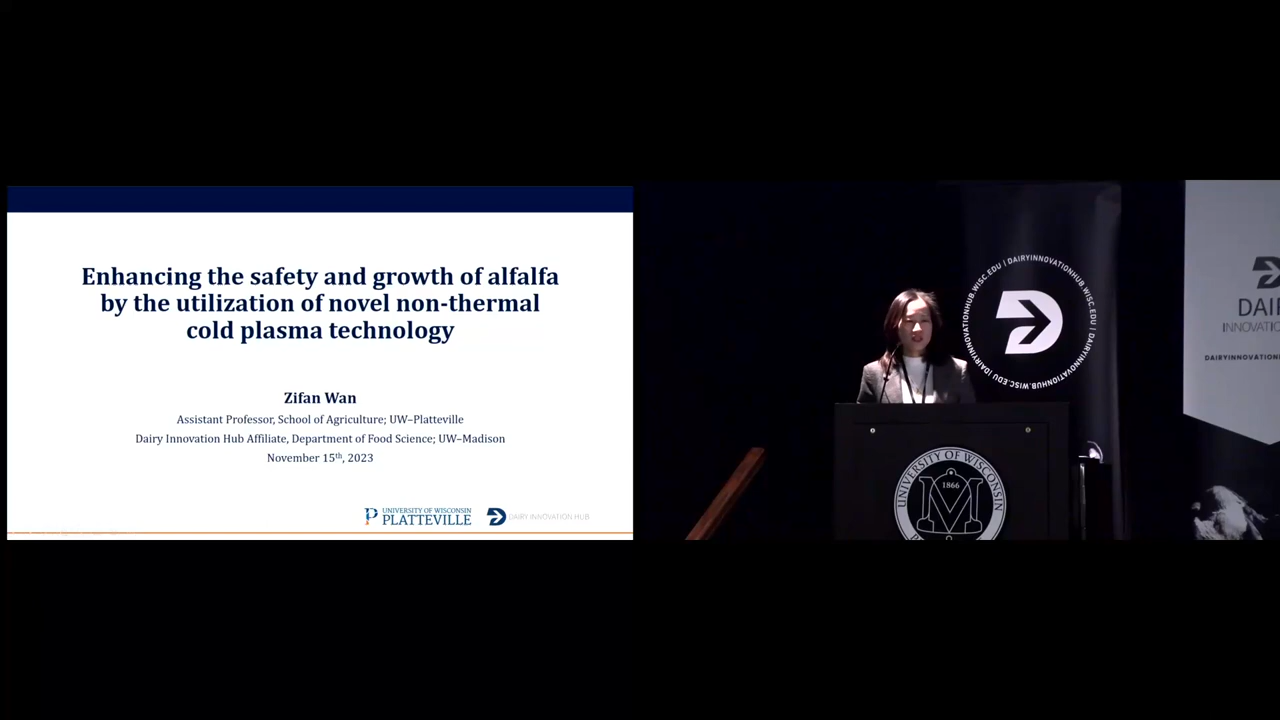 Enhancing the safety and growth of alfalfa
by the utilization of novel non-thermal
cold plasma technology
Zifan Wan
Assistant Professor, School of Agriculture; UW–Platteville
Dairy Innovation Hub Affiliate, Department of Food Science; UW–Madison
November 15th, 2023
UNIVERSITY OF WISCONSIN
PLATTEVILLE
DAIRY INNOVATION HUB
DAIRYINNOVATIONHUB.WISC.EDU | DAIRYINNOVATIONHUB.WISC.EDU | DAIRYINNOVATIONHUB.WISC.EDU |
UNIVERSITY OF WISCONSIN
1866
M
DAI
INNOVATIO
DAIRYINNOVATION